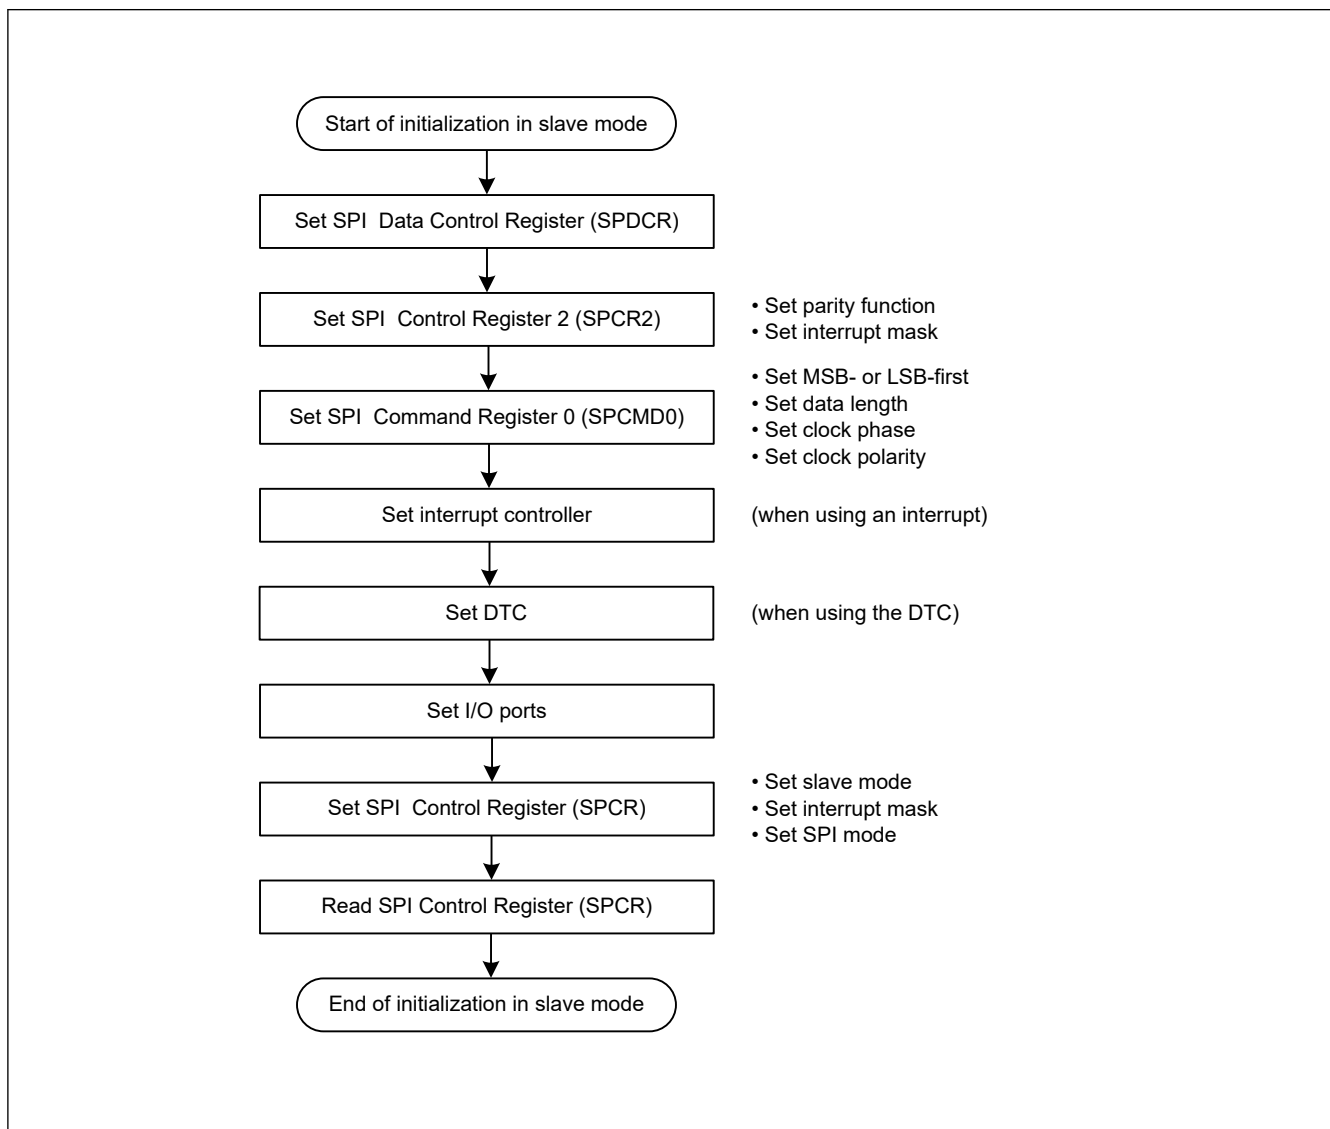 Start of initialization in slave mode
Set SPI Data Control Register (SPDCR)
Set SPI Control Register 2 (SPCR2)
• Set parity function
• Set interrupt mask
Set SPI Command Register 0 (SPCMD0)
• Set MSB- or LSB-first
• Set data length
• Set clock phase
• Set clock polarity
Set interrupt controller
(when using an interrupt)
Set DTC
(when using the DTC)
Set I/O ports
Set SPI Control Register (SPCR)
• Set slave mode
• Set interrupt mask
• Set SPI mode
Read SPI Control Register (SPCR)
End of initialization in slave mode